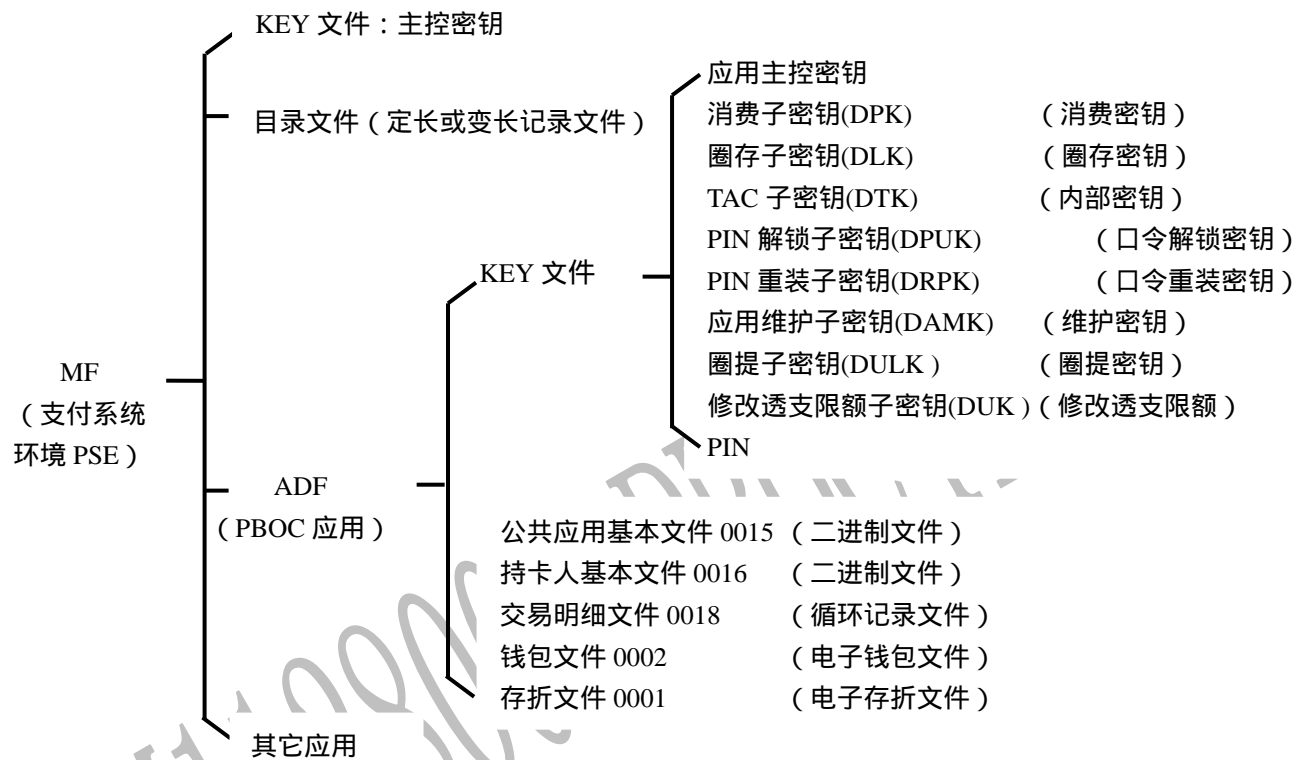 KEY 文件：主控密钥
目录文件（定长或变长记录文件）
应用主控密钥
消费子密钥(DPK) （消费密钥）
圈存子密钥(DLK) （圈存密钥）
TAC 子密钥(DTK) （内部密钥）
PIN 解锁子密钥(DPUK) （口令解锁密钥）
KEY 文件
PIN 重装子密钥(DRPK) （口令重装密钥）
应用维护子密钥(DAMK) （维护密钥）
圈提子密钥(DULK ) （圈提密钥）
修改透支限额子密钥(DUK )（修改透支限额）
PIN
MF
（支付系统
环境 PSE）
ADF
（PBOC 应用）
公共应用基本文件 0015 （二进制文件）
持卡人基本文件 0016 （二进制文件）
交易明细文件 0018 （循环记录文件）
钱包文件 0002 （电子钱包文件）
存折文件 0001 （电子存折文件）
其它应用